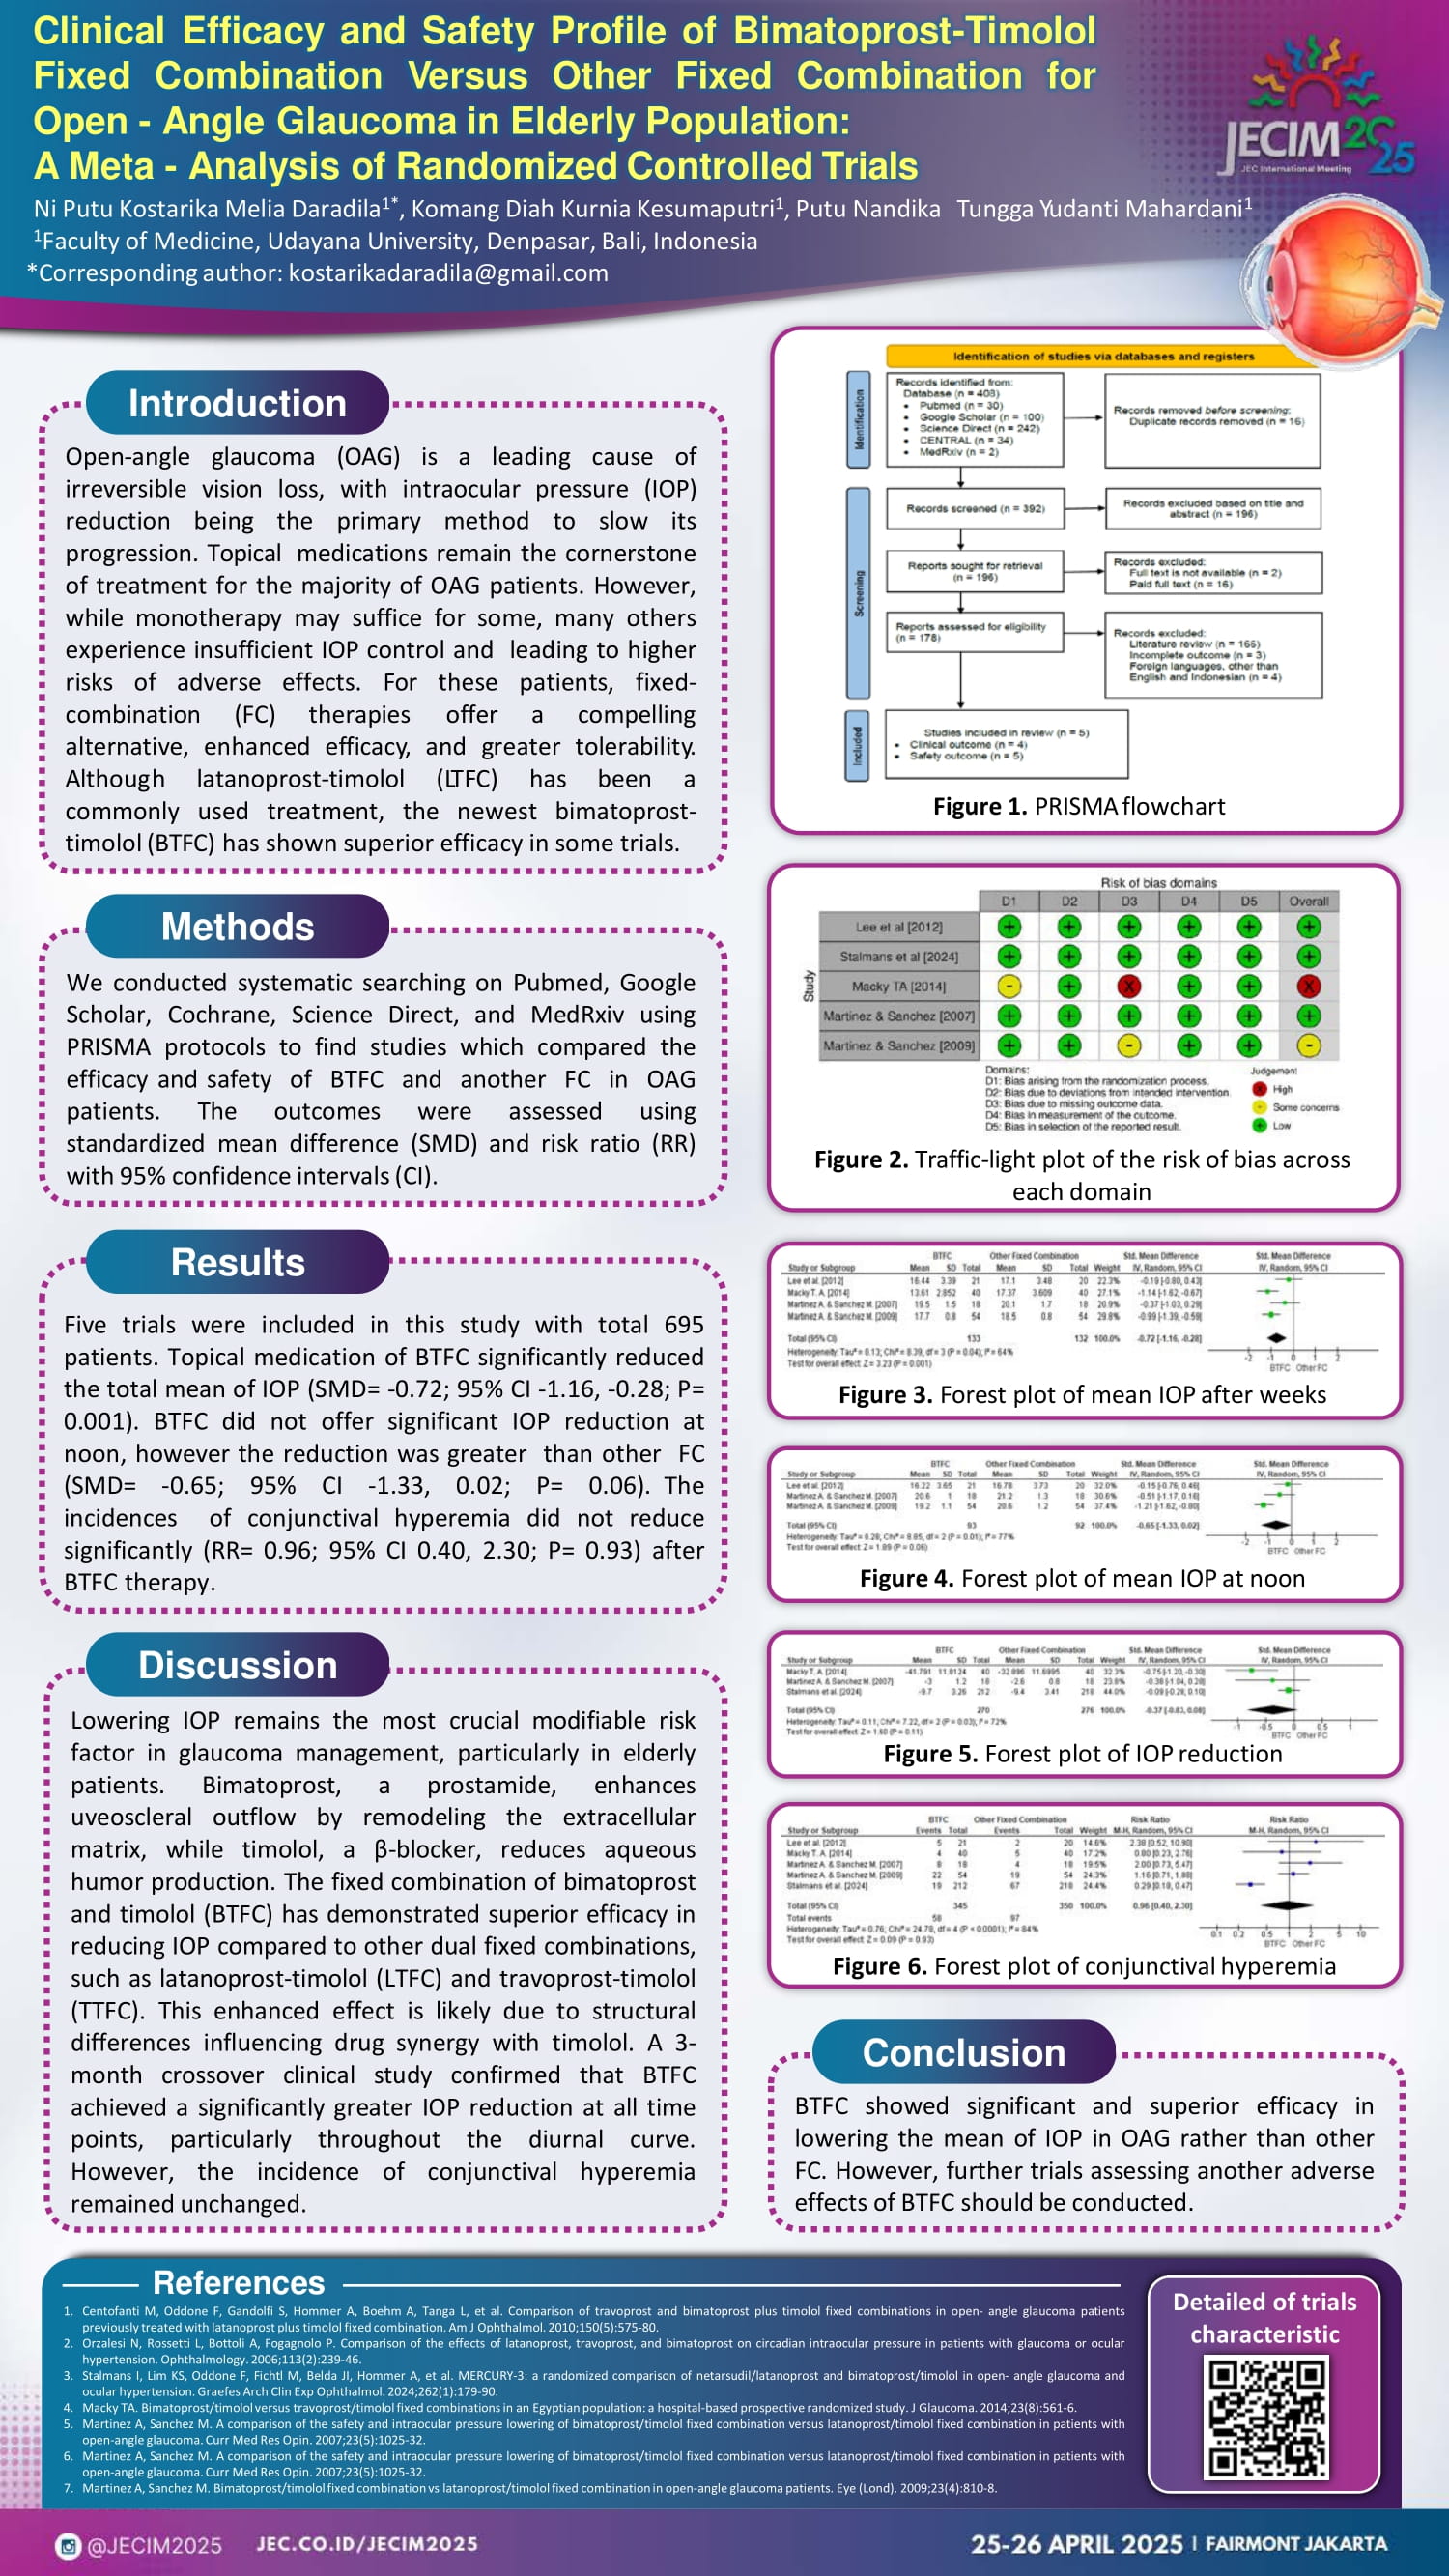 Clinical Efficacy and Safety Profile of Bimatoprost-Timolol
Fixed Combination Versus Other Fixed Combination for
Open - Angle Glaucoma in Elderly Population:
A Meta - Analysis of Randomized Controlled Trials
Ni Putu Kostarika Melia Daradila1*, Komang Diah Kurnia Kesumaputri1, Putu Nandika Tungga Yudanti Mahardani1
1Faculty of Medicine, Udayana University, Denpasar, Bali, Indonesia
*Corresponding author: kostarikadaradila@gmail.com
JECIM 2025
JEC International Meeting
Introduction
Open-angle glaucoma (OAG) is a leading cause of
irreversible vision loss, with intraocular pressure (IOP)
reduction being the primary method to slow its
progression. Topical medications remain the cornerstone
of treatment for the majority of OAG patients. However,
while monotherapy may suffice for some, many others
experience insufficient IOP control and leading to higher
risks of adverse effects. For these patients, fixed-
combination (FC) therapies offer a compelling
alternative, enhanced efficacy, and greater tolerability.
Although latanoprost-timolol (LTFC) has been a
commonly used treatment, the newest bimatoprost-
timolol (BTFC) has shown superior efficacy in some trials.
Methods
We conducted systematic searching on Pubmed, Google
Scholar, Cochrane, Science Direct, and MedRxiv using
PRISMA protocols to find studies which compared the
efficacy and safety of BTFC and another FC in OAG
patients. The outcomes were assessed using
standardized mean difference (SMD) and risk ratio (RR)
with 95% confidence intervals (CI).
Results
Five trials were included in this study with total 695
patients. Topical medication of BTFC significantly reduced
the total mean of IOP (SMD= -0.72; 95% CI -1.16, -0.28; P=
0.001). BTFC did not offer significant IOP reduction at
noon, however the reduction was greater than other FC
(SMD= -0.65; 95% CI -1.33, 0.02; P= 0.06). The
incidences of conjunctival hyperemia did not reduce
significantly (RR= 0.96; 95% CI 0.40, 2.30; P= 0.93) after
BTFC therapy.
Discussion
Lowering IOP remains the most crucial modifiable risk
factor in glaucoma management, particularly in elderly
patients. Bimatoprost, a prostamide, enhances
uveoscleral outflow by remodeling the extracellular
matrix, while timolol, a β-blocker, reduces aqueous
humor production. The fixed combination of bimatoprost
and timolol (BTFC) has demonstrated superior efficacy in
reducing IOP compared to other dual fixed combinations,
such as latanoprost-timolol (LTFC) and travoprost-timolol
(TTFC). This enhanced effect is likely due to structural
differences influencing drug synergy with timolol. A 3-
month crossover clinical study confirmed that BTFC
achieved a significantly greater IOP reduction at all time
points, particularly throughout the diurnal curve.
However, the incidence of conjunctival hyperemia
remained unchanged.
Identification of studies via databases and registers
Identification
Records identified from:
Database (n = 408)
• Pubmed (n = 30)
• Google Scholar (n = 100)
• Science Direct (n = 242)
• CENTRAL (n = 34)
• MedRxiv (n = 2)
Records removed before screening:
Duplicate records removed (n = 16)
Screening
Records screened (n = 392)
Records excluded based on title and
abstract (n = 196)
Reports sought for retrieval
(n = 196)
Records excluded:
Full text is not available (n = 2)
Paid full text (n = 16)
Reports assessed for eligibility
(n = 178)
Records excluded:
Literature review (n = 166)
Incomplete outcome (n = 3)
Foreign languages, other than
English and Indonesian (n = 4)
Included
Studies included in review (n = 5)
• Clinical outcome (n = 4)
• Safety outcome (n = 5)
Figure 1. PRISMA flowchart
Risk of bias domains
D1 D2 D3 D4 D5 Overall
Study
Lee et al [2012] + + + + + +
Stalmans et al [2024] + + + + + +
Macky TA [2014] - + X + + X
Martinez & Sanchez [2007] + + + + + +
Martinez & Sanchez [2009] + + - + + -
Domains:
D1: Bias arising from the randomization process.
D2: Bias due to deviations from intended intervention.
D3: Bias due to missing outcome data.
D4: Bias in measurement of the outcome.
D5: Bias in selection of the reported result.
Judgement
High
Some concerns
Low
Figure 2. Traffic-light plot of the risk of bias across
each domain
BTFC Other Fixed Combination Std. Mean Difference Std. Mean Difference
Study or Subgroup Mean SD Total Mean SD Total Weight IV, Random, 95% CI IV, Random, 95% CI
Lee et al. [2012] 16.44 3.39 21 17.1 3.48 20 22.3% -0.19 [-0.80, 0.43]
Macky T. A. [2014] 13.61 2.852 40 17.37 3.609 40 27.1% -1.14 [-1.62, -0.67]
Martinez A. & Sanchez M. [2007] 19.5 1.5 18 20.1 1.7 18 20.9% -0.37 [-1.03, 0.29]
Martinez A. & Sanchez M. [2009] 17.7 0.8 54 18.5 0.8 54 29.8% -0.99 [-1.39, -0.59]
Total (95% CI) 133 132 100.0% -0.72 [-1.16, -0.28]
Heterogeneity: Tau² = 0.13; Chi² = 8.39, df = 3 (P = 0.04); I² = 64%
Test for overall effect: Z = 3.23 (P = 0.001)
-2 -1 0 1 2
BTFC Other FC
Figure 3. Forest plot of mean IOP after weeks
BTFC Other Fixed Combination Std. Mean Difference Std. Mean Difference
Study or Subgroup Mean SD Total Mean SD Total Weight IV, Random, 95% CI IV, Random, 95% CI
Lee et al. [2012] 16.22 3.65 21 16.78 3.73 20 32.0% -0.15 [-0.76, 0.46]
Martinez A. & Sanchez M. [2007] 20.6 1 18 21.2 1.3 18 30.6% -0.51 [-1.17, 0.16]
Martinez A. & Sanchez M. [2009] 19.2 1.1 54 20.6 1.2 54 37.4% -1.21 [-1.62, -0.80]
Total (95% CI) 93 92 100.0% -0.65 [-1.33, 0.02]
Heterogeneity: Tau² = 0.28; Chi² = 8.65, df = 2 (P = 0.01); I² = 77%
Test for overall effect: Z = 1.89 (P = 0.06)
-2 -1 0 1 2
BTFC Other FC
Figure 4. Forest plot of mean IOP at noon
BTFC Other Fixed Combination Std. Mean Difference Std. Mean Difference
Study or Subgroup Mean SD Total Mean SD Total Weight IV, Random, 95% CI IV, Random, 95% CI
Macky T. A. [2014] -41.791 11.6124 40 -32.896 11.6995 40 32.3% -0.75 [-1.20, -0.30]
Martinez A. & Sanchez M. [2007] -3 1.2 18 -2.6 0.8 18 23.8% -0.38 [-1.04, 0.28]
Stalmans et al. [2024] -9.7 3.26 212 -9.4 3.41 218 44.0% -0.09 [-0.28, 0.10]
Total (95% CI) 270 276 100.0% -0.37 [-0.83, 0.08]
Heterogeneity: Tau² = 0.11; Chi² = 7.22, df = 2 (P = 0.03); I² = 72%
Test for overall effect: Z = 1.60 (P = 0.11)
-1 -0.5 0 0.5 1
BTFC Other FC
Figure 5. Forest plot of IOP reduction
BTFC Other Fixed Combination Risk Ratio Risk Ratio
Study or Subgroup Events Total Events Total Weight M-H, Random, 95% CI M-H, Random, 95% CI
Lee et al. [2012] 5 21 2 20 14.6% 2.38 [0.52, 10.90]
Macky T. A. [2014] 4 40 5 40 17.2% 0.80 [0.23, 2.76]
Martinez A. & Sanchez M. [2007] 8 18 4 18 19.5% 2.00 [0.73, 5.47]
Martinez A. & Sanchez M. [2009] 22 54 19 54 24.3% 1.16 [0.71, 1.88]
Stalmans et al. [2024] 19 212 67 218 24.4% 0.29 [0.18, 0.47]
Total (95% CI) 345 350 100.0% 0.96 [0.40, 2.30]
Total events 58 97
Heterogeneity: Tau² = 0.76; Chi² = 24.78, df = 4 (P < 0.0001); I² = 84%
Test for overall effect: Z = 0.09 (P = 0.93)
0.1 0.2 0.5 1 2 5 10
BTFC Other FC
Figure 6. Forest plot of conjunctival hyperemia
Conclusion
BTFC showed significant and superior efficacy in
lowering the mean of IOP in OAG rather than other
FC. However, further trials assessing another adverse
effects of BTFC should be conducted.
References
1. Centofanti M, Oddone F, Gandolfi S, Hommer A, Boehm A, Tanga L, et al. Comparison of travoprost and bimatoprost plus timolol fixed combinations in open- angle glaucoma patients
previously treated with latanoprost plus timolol fixed combination. Am J Ophthalmol. 2010;150(5):575-80.
2. Orzalesi N, Rossetti L, Bottoli A, Fogagnolo P. Comparison of the effects of latanoprost, travoprost, and bimatoprost on circadian intraocular pressure in patients with glaucoma or ocular
hypertension. Ophthalmology. 2006;113(2):239-46.
3. Stalmans I, Lim KS, Oddone F, Fichtl M, Belda JI, Hommer A, et al. MERCURY-3: a randomized comparison of netarsudil/latanoprost and bimatoprost/timolol in open- angle glaucoma and
ocular hypertension. Graefes Arch Clin Exp Ophthalmol. 2024;262(1):179-90.
4. Macky TA. Bimatoprost/timolol versus travoprost/timolol fixed combinations in an Egyptian population: a hospital-based prospective randomized study. J Glaucoma. 2014;23(8):561-6.
5. Martinez A, Sanchez M. A comparison of the safety and intraocular pressure lowering of bimatoprost/timolol fixed combination versus latanoprost/timolol fixed combination in patients with
open-angle glaucoma. Curr Med Res Opin. 2007;23(5):1025-32.
6. Martinez A, Sanchez M. A comparison of the safety and intraocular pressure lowering of bimatoprost/timolol fixed combination versus latanoprost/timolol fixed combination in patients with
open-angle glaucoma. Curr Med Res Opin. 2007;23(5):1025-32.
7. Martinez A, Sanchez M. Bimatoprost/timolol fixed combination vs latanoprost/timolol fixed combination in open-angle glaucoma patients. Eye (Lond). 2009;23(4):810-8.
Detailed of trials
characteristic
@JECIM2025 JEC.CO.ID/JECIM2025
25-26 APRIL 2025 | FAIRMONT JAKARTA